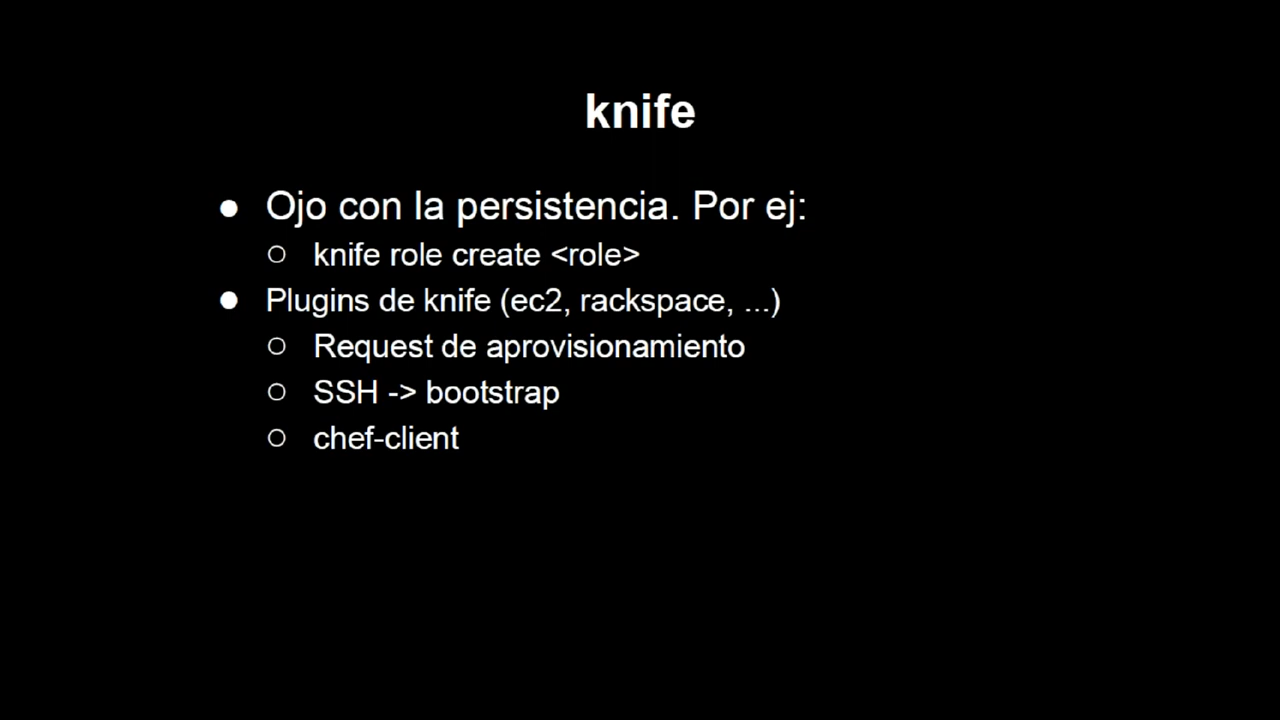 knife
● Ojo con la persistencia. Por ej:
○ knife role create <role>
● Plugins de knife (ec2, rackspace, ...)
○ Request de aprovisionamiento
○ SSH -> bootstrap
○ chef-client